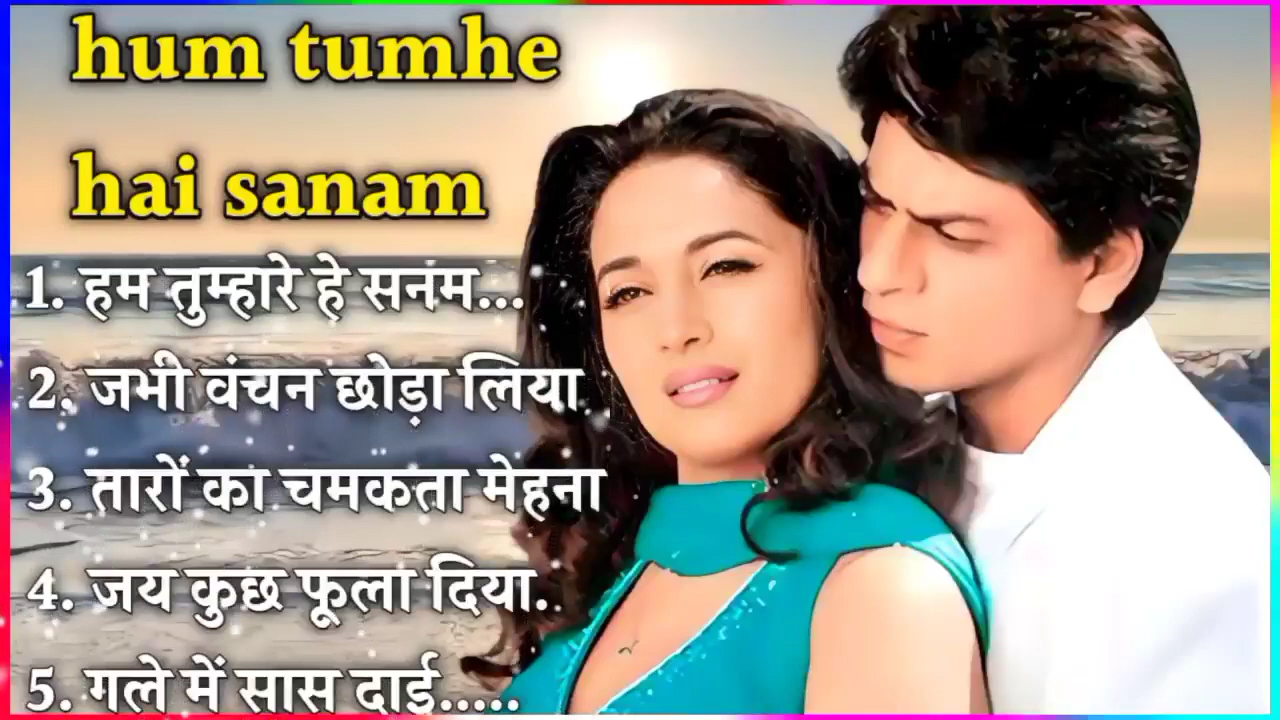 hum tumhe
hai sanam
1. हम तुम्हारे हे सनम...
2. जभी वंचन छोड़ा लिया
3. तारों का चमकता मेहना
4. जय कुछ फूला दिया..
5. गले में सास दाई.....